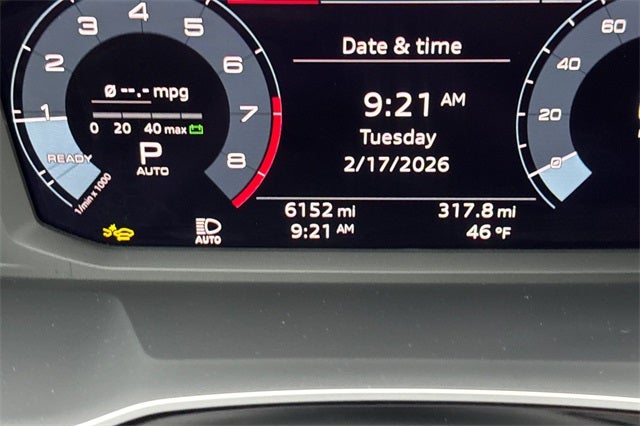 3 4 5
2 6
1 7
8
READY
1/min x 1000
Ø --.- mpg
0 20 40 max
P
AUTO
AUTO
Date & time
9:21 AM
Tuesday
2/17/2026
6152 mi 317.8 mi
9:21 AM 46 °F
60
40
20
0